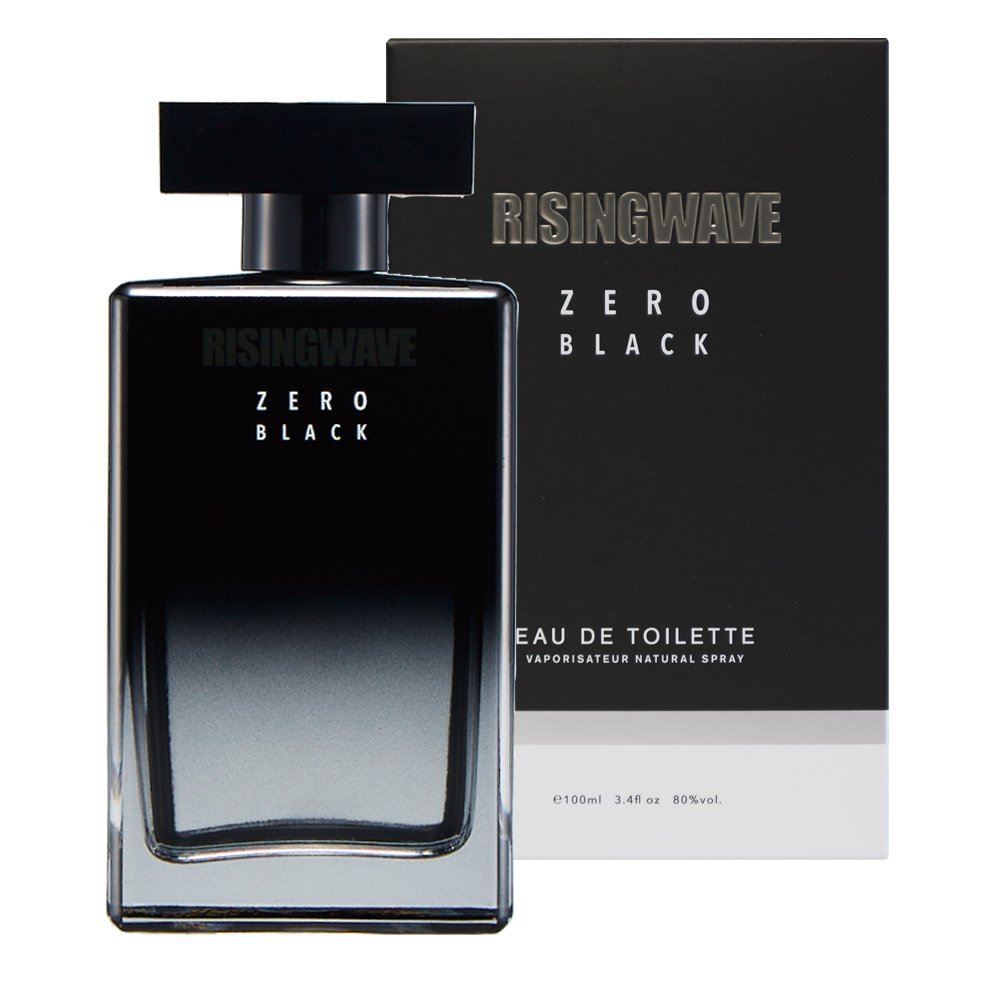 RISINGWAVE
ZERO
BLACK
RISINGWAVE
ZERO
BLACK
EAU DE TOILETTE
VAPORISATEUR NATURAL SPRAY
℮100ml 3.4fl oz 80%vol.